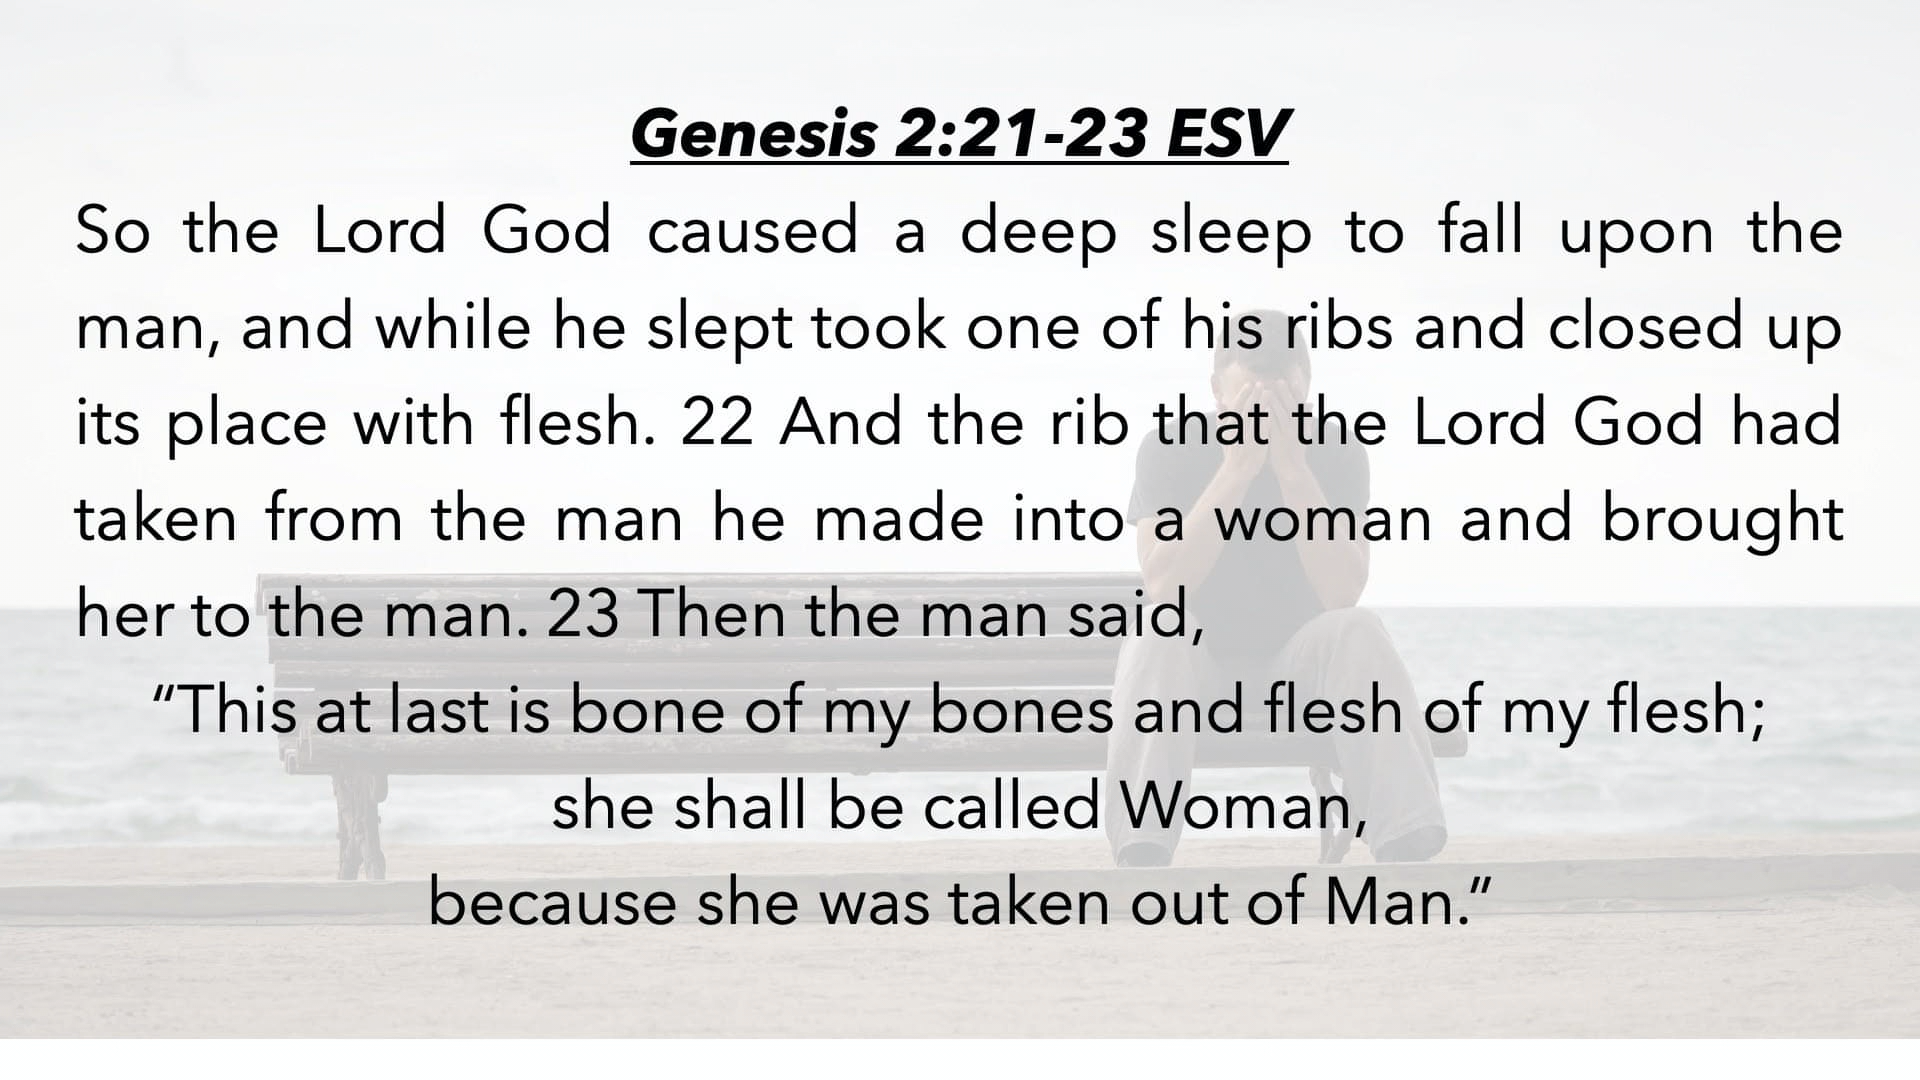 Genesis 2:21-23 ESV
So the Lord God caused a deep sleep to fall upon the
man, and while he slept took one of his ribs and closed up
its place with flesh. 22 And the rib that the Lord God had
taken from the man he made into a woman and brought
her to the man. 23 Then the man said,
“This at last is bone of my bones and flesh of my flesh;
she shall be called Woman,
because she was taken out of Man.”